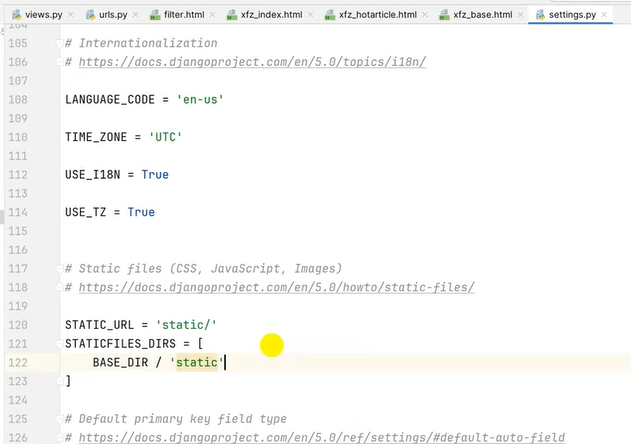 views.py urls.py filter.html xfz_index.html xfz_hotarticle.html xfz_base.html settings.py
105 # Internationalization
106 # https://docs.djangoproject.com/en/5.0/topics/i18n/
107
108 LANGUAGE_CODE = 'en-us'
109
110 TIME_ZONE = 'UTC'
111
112 USE_I18N = True
113
114 USE_TZ = True
115
116
117 # Static files (CSS, JavaScript, Images)
118 # https://docs.djangoproject.com/en/5.0/howto/static-files/
119
120 STATIC_URL = 'static/'
121 STATICFILES_DIRS = [
122 BASE_DIR / 'static'
123 ]
124
125 # Default primary key field type
126 # https://docs.djangoproject.com/en/5.0/ref/settings/#default-auto-field